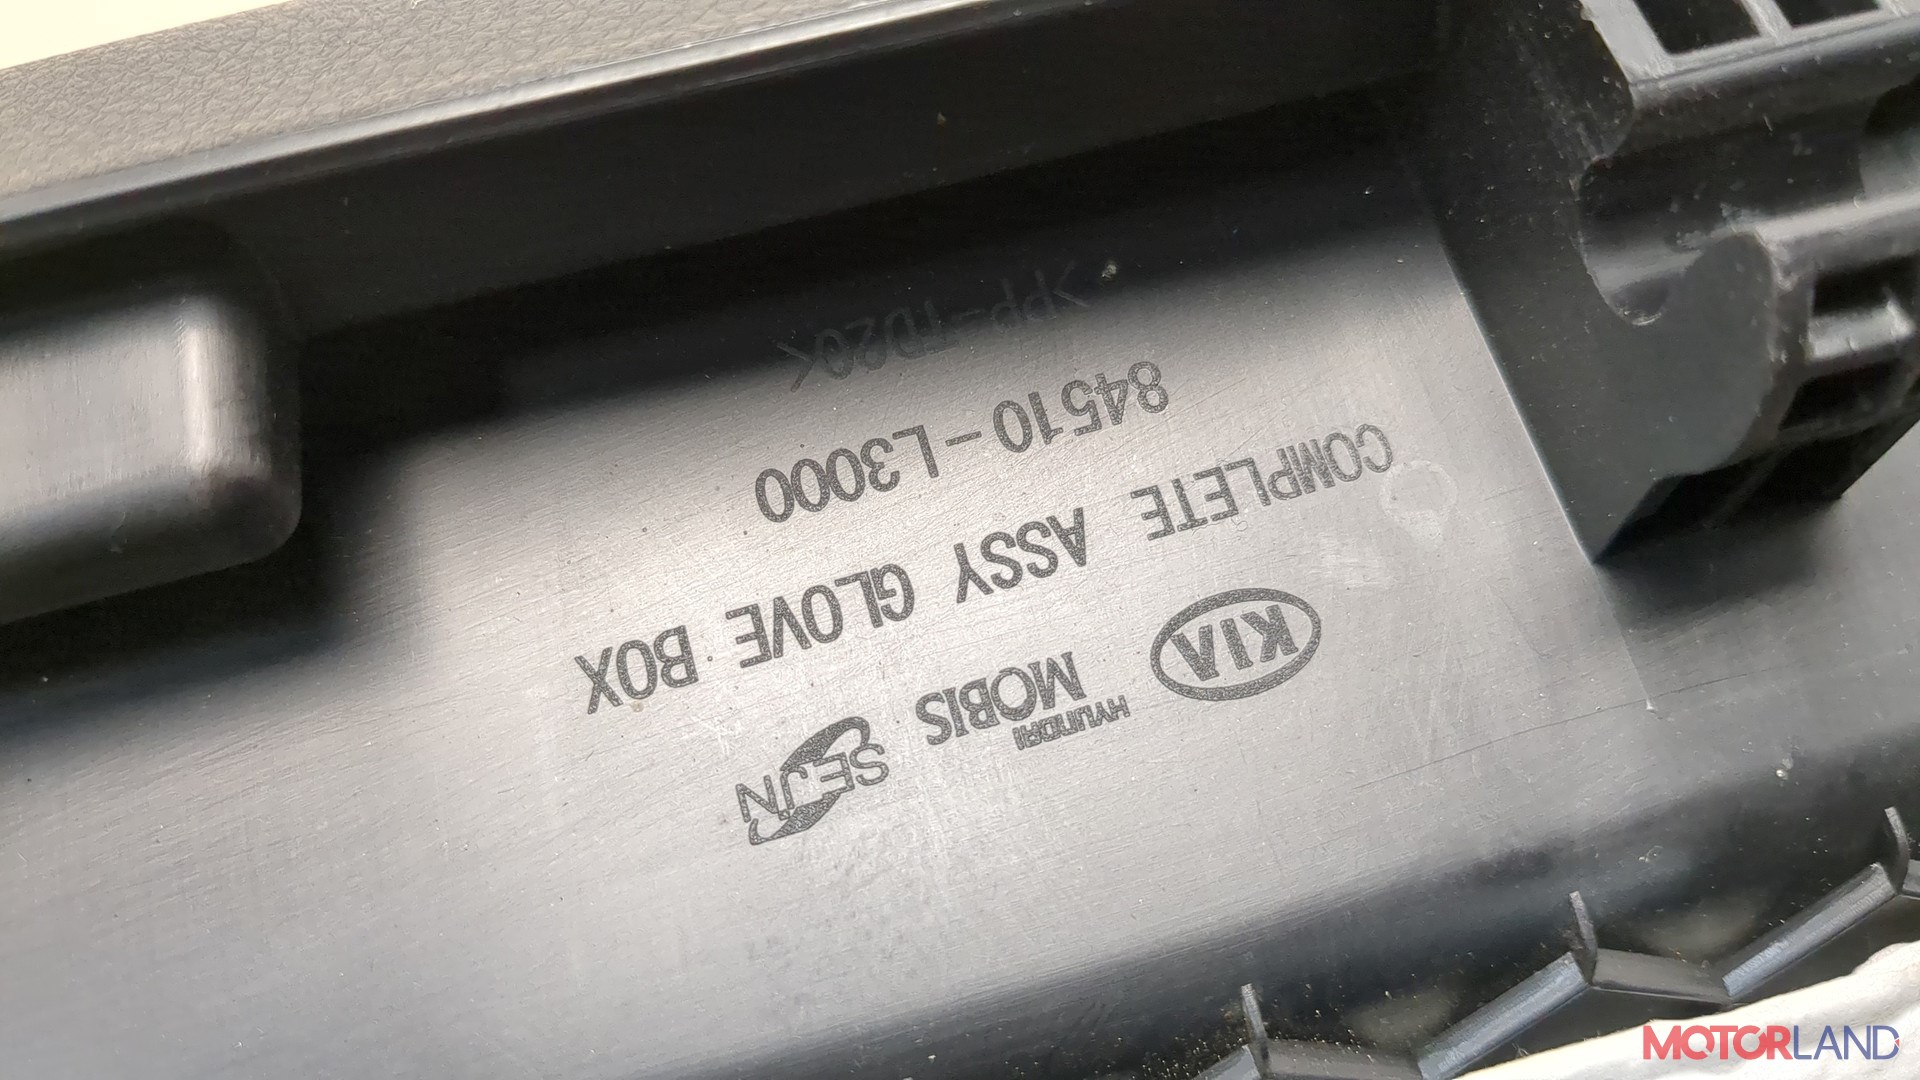 SEJIN
HYUNDAI
MOBIS
KIA
COMPLETE ASSY GLOVE BOX
84510-L3000
>PP-TD20<
MOTORLAND